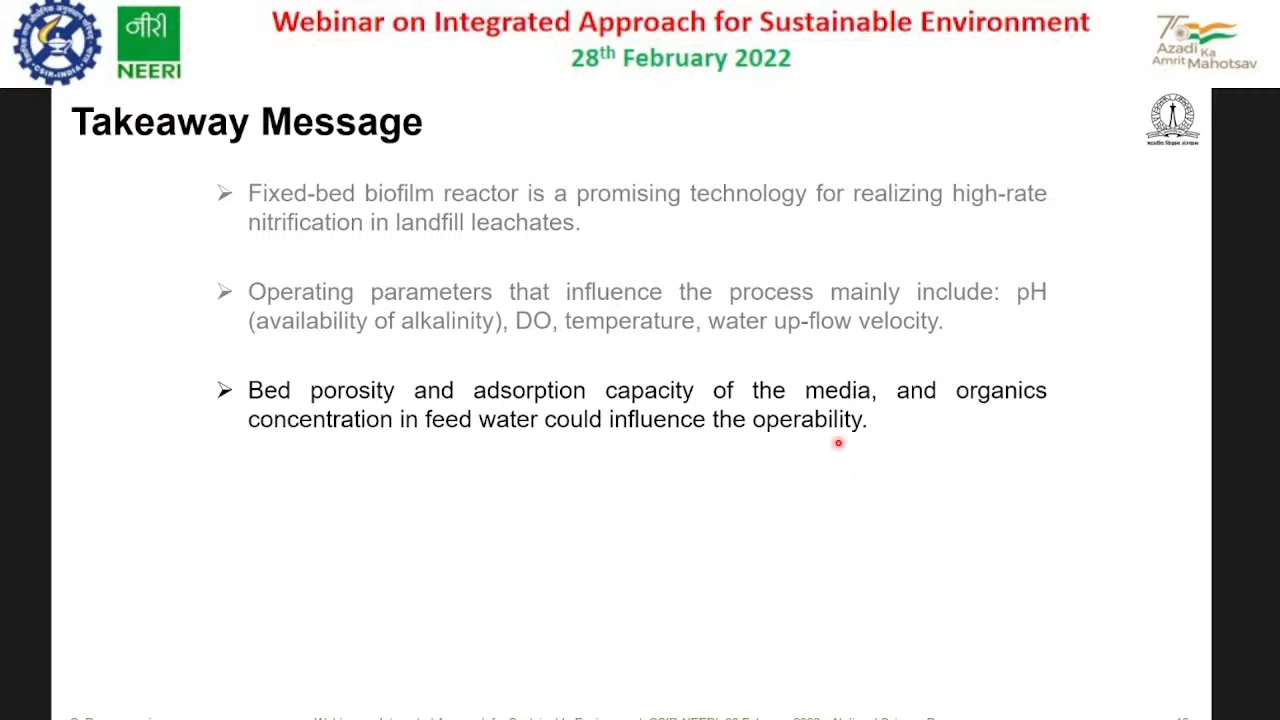 Webinar on Integrated Approach for Sustainable Environment
28th February 2022
नीरी
NEERI
CSIR-INDIA
75
Azadi Ka
Amrit Mahotsav
Takeaway Message
➢ Fixed-bed biofilm reactor is a promising technology for realizing high-rate
nitrification in landfill leachates.
➢ Operating parameters that influence the process mainly include: pH
(availability of alkalinity), DO, temperature, water up-flow velocity.
➢ Bed porosity and adsorption capacity of the media, and organics
concentration in feed water could influence the operability.